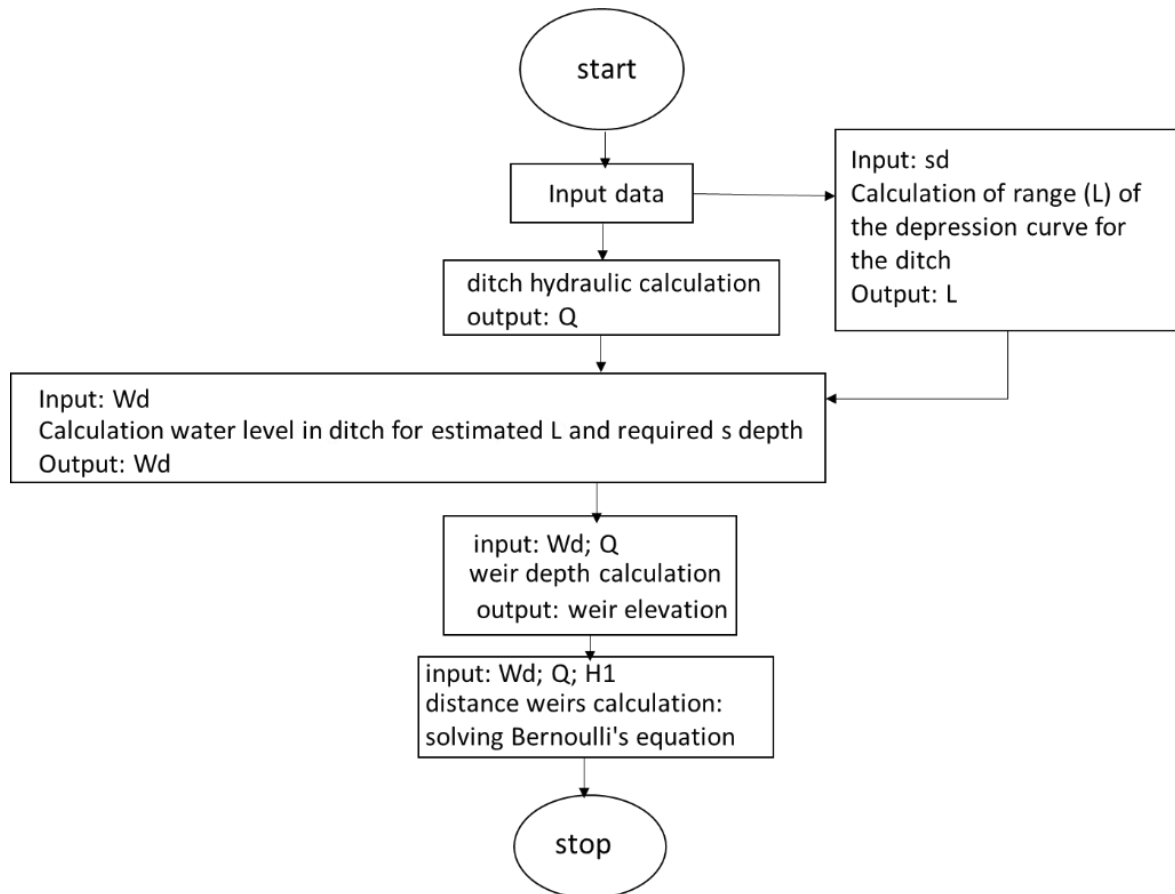 start
Input data
Input: sd
Calculation of range (L) of
the depression curve for
the ditch
Output: L
ditch hydraulic calculation
output: Q
Input: Wd
Calculation water level in ditch for estimated L and required s depth
Output: Wd
input: Wd; Q
weir depth calculation
output: weir elevation
input: Wd; Q; H1
distance weirs calculation:
solving Bernoulli's equation
stop